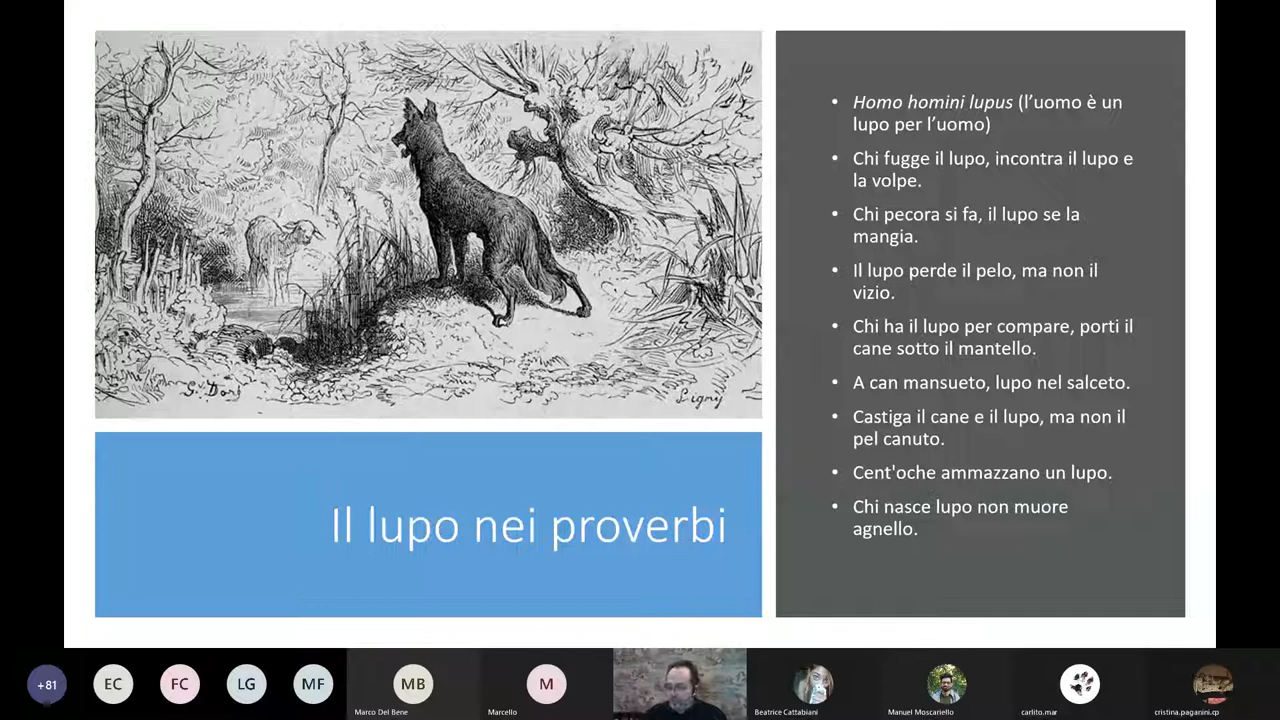 Homo homini lupus (l’uomo è un
lupo per l’uomo)
Chi fugge il lupo, incontra il lupo e
la volpe.
Chi pecora si fa, il lupo se la
mangia.
Il lupo perde il pelo, ma non il
vizio.
Chi ha il lupo per compare, porti il
cane sotto il mantello.
A can mansueto, lupo nel salceto.
Castiga il cane e il lupo, ma non il
pel canuto.
Cent'oche ammazzano un lupo.
Chi nasce lupo non muore
agnello.
G. Doré
Il lupo nei proverbi
+81
EC
FC
LG
MF
MB
Marco Del Bene
M
Marcello
Beatrice Cattabiani
Manuel Moscariello
carlito.mar
cristina.paganini.cp